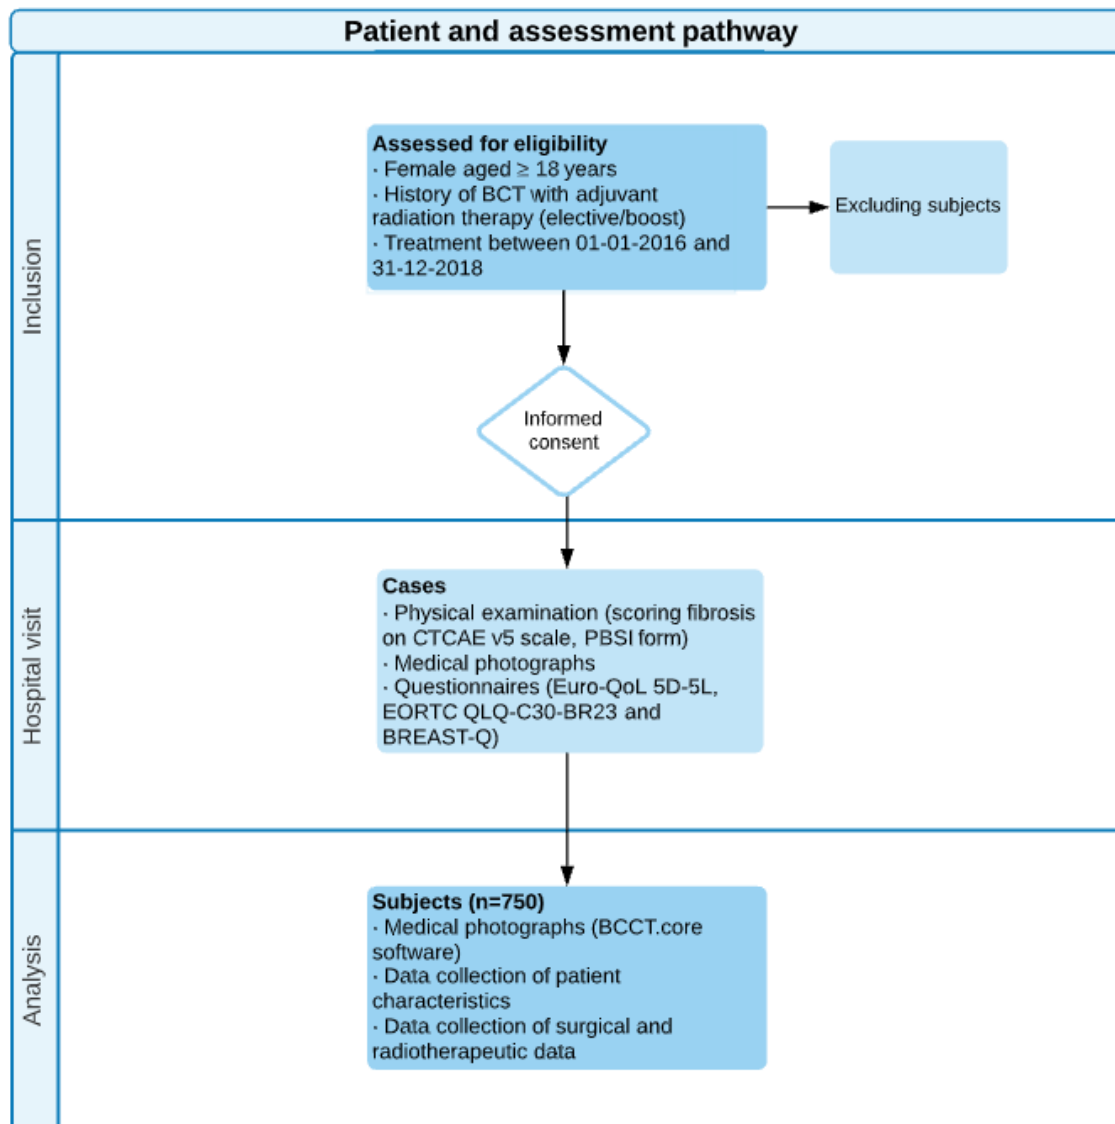 Patient and assessment pathway
Inclusion
Assessed for eligibility
· Female aged ≥ 18 years
· History of BCT with adjuvant
radiation therapy (elective/boost)
· Treatment between 01-01-2016 and
31-12-2018
Excluding subjects
Informed
consent
Hospital visit
Cases
· Physical examination (scoring fibrosis
on CTCAE v5 scale, PBSI form)
· Medical photographs
· Questionnaires (Euro-QoL 5D-5L,
EORTC QLQ-C30-BR23 and
BREAST-Q)
Analysis
Subjects (n=750)
· Medical photographs (BCCT.core
software)
· Data collection of patient
characteristics
· Data collection of surgical and
radiotherapeutic data